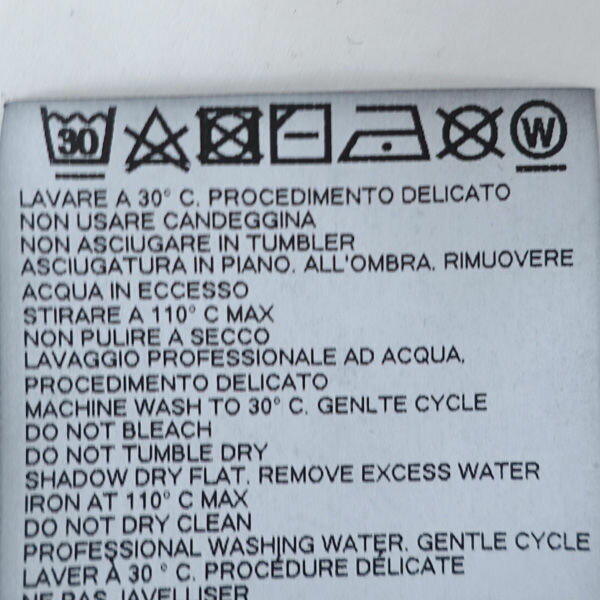 30 W
LAVARE A 30° C. PROCEDIMENTO DELICATO
NON USARE CANDEGGINA
NON ASCIUGARE IN TUMBLER
ASCIUGATURA IN PIANO. ALL'OMBRA. RIMUOVERE
ACQUA IN ECCESSO
STIRARE A 110° C MAX
NON PULIRE A SECCO
LAVAGGIO PROFESSIONALE AD ACQUA,
PROCEDIMENTO DELICATO
MACHINE WASH TO 30° C. GENLTE CYCLE
DO NOT BLEACH
DO NOT TUMBLE DRY
SHADOW DRY FLAT. REMOVE EXCESS WATER
IRON AT 110° C MAX
DO NOT DRY CLEAN
PROFESSIONAL WASHING WATER. GENTLE CYCLE
LAVER À 30 ° C. PROCÉDURE DÉLICATE
NE PAS JAVELLISER